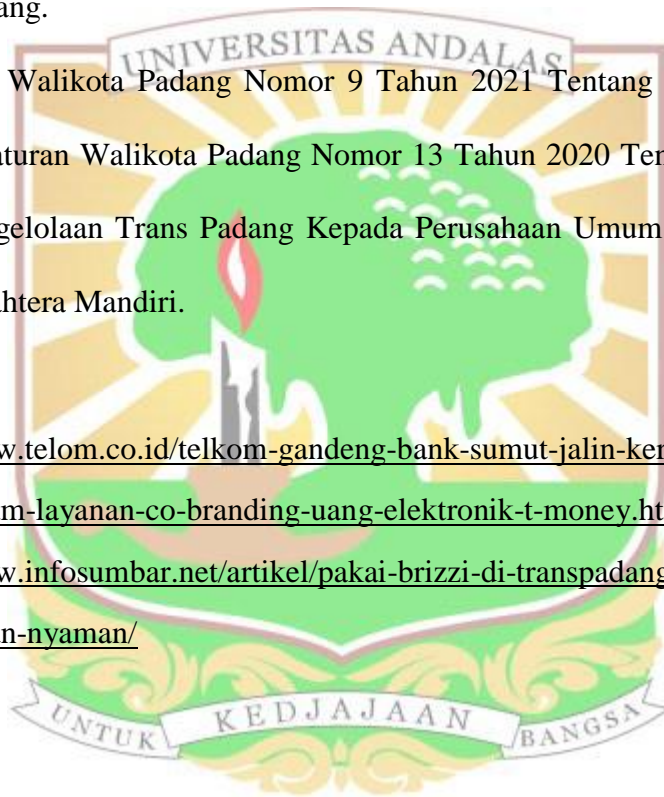 ang.
UNIVERSITAS ANDALAS
Walikota Padang Nomor 9 Tahun 2021 Tentang
aturan Walikota Padang Nomor 13 Tahun 2020 Ten
gelolaan Trans Padang Kepada Perusahaan Umum
ahtera Mandiri.
w.telom.co.id/telkom-gandeng-bank-sumut-jalin-ker
m-layanan-co-branding-uang-elektronik-t-money.ht
w.infosumbar.net/artikel/pakai-brizzi-di-transpadang
n-nyaman/
UNTUK KEDJAJAAN BANGSA